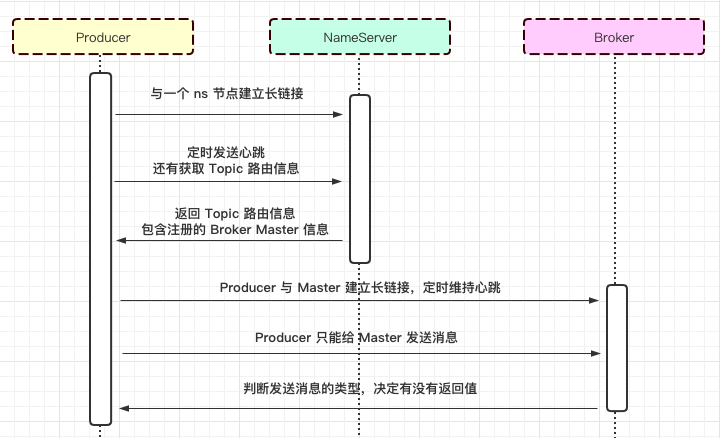 Producer
NameServer
Broker
与一个 ns 节点建立长链接
定时发送心跳
还有获取 Topic 路由信息
返回 Topic 路由信息
包含注册的 Broker Master 信息
Producer 与 Master 建立长链接，定时维持心跳
Producer 只能给 Master 发送消息
判断发送消息的类型，决定有没有返回值